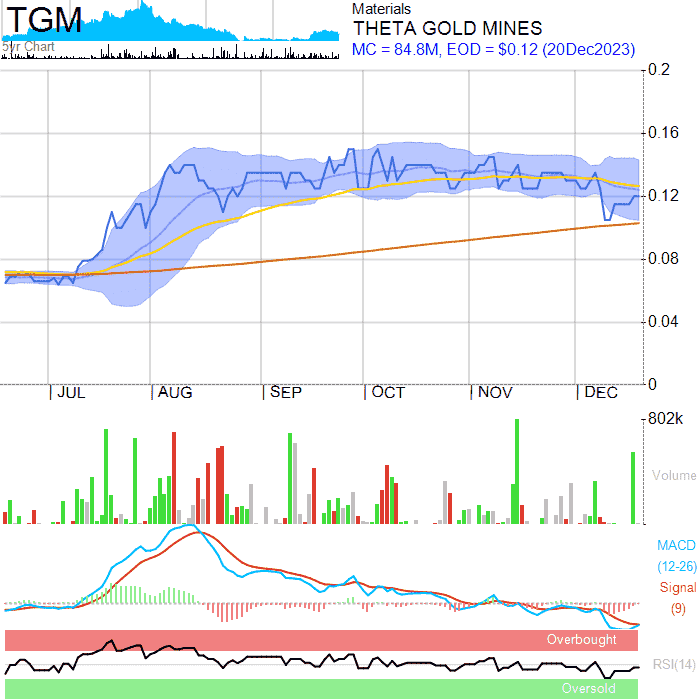 TGM
5yr Chart
Materials
THETA GOLD MINES
MC = 84.8M, EOD = $0.12 (20Dec2023)
0.2
0.16
0.12
0.08
0.04
0
JUL AUG SEP OCT NOV DEC
802k
Volume
MACD
(12-26)
Signal
(9)
Overbought
RSI(14)
Oversold